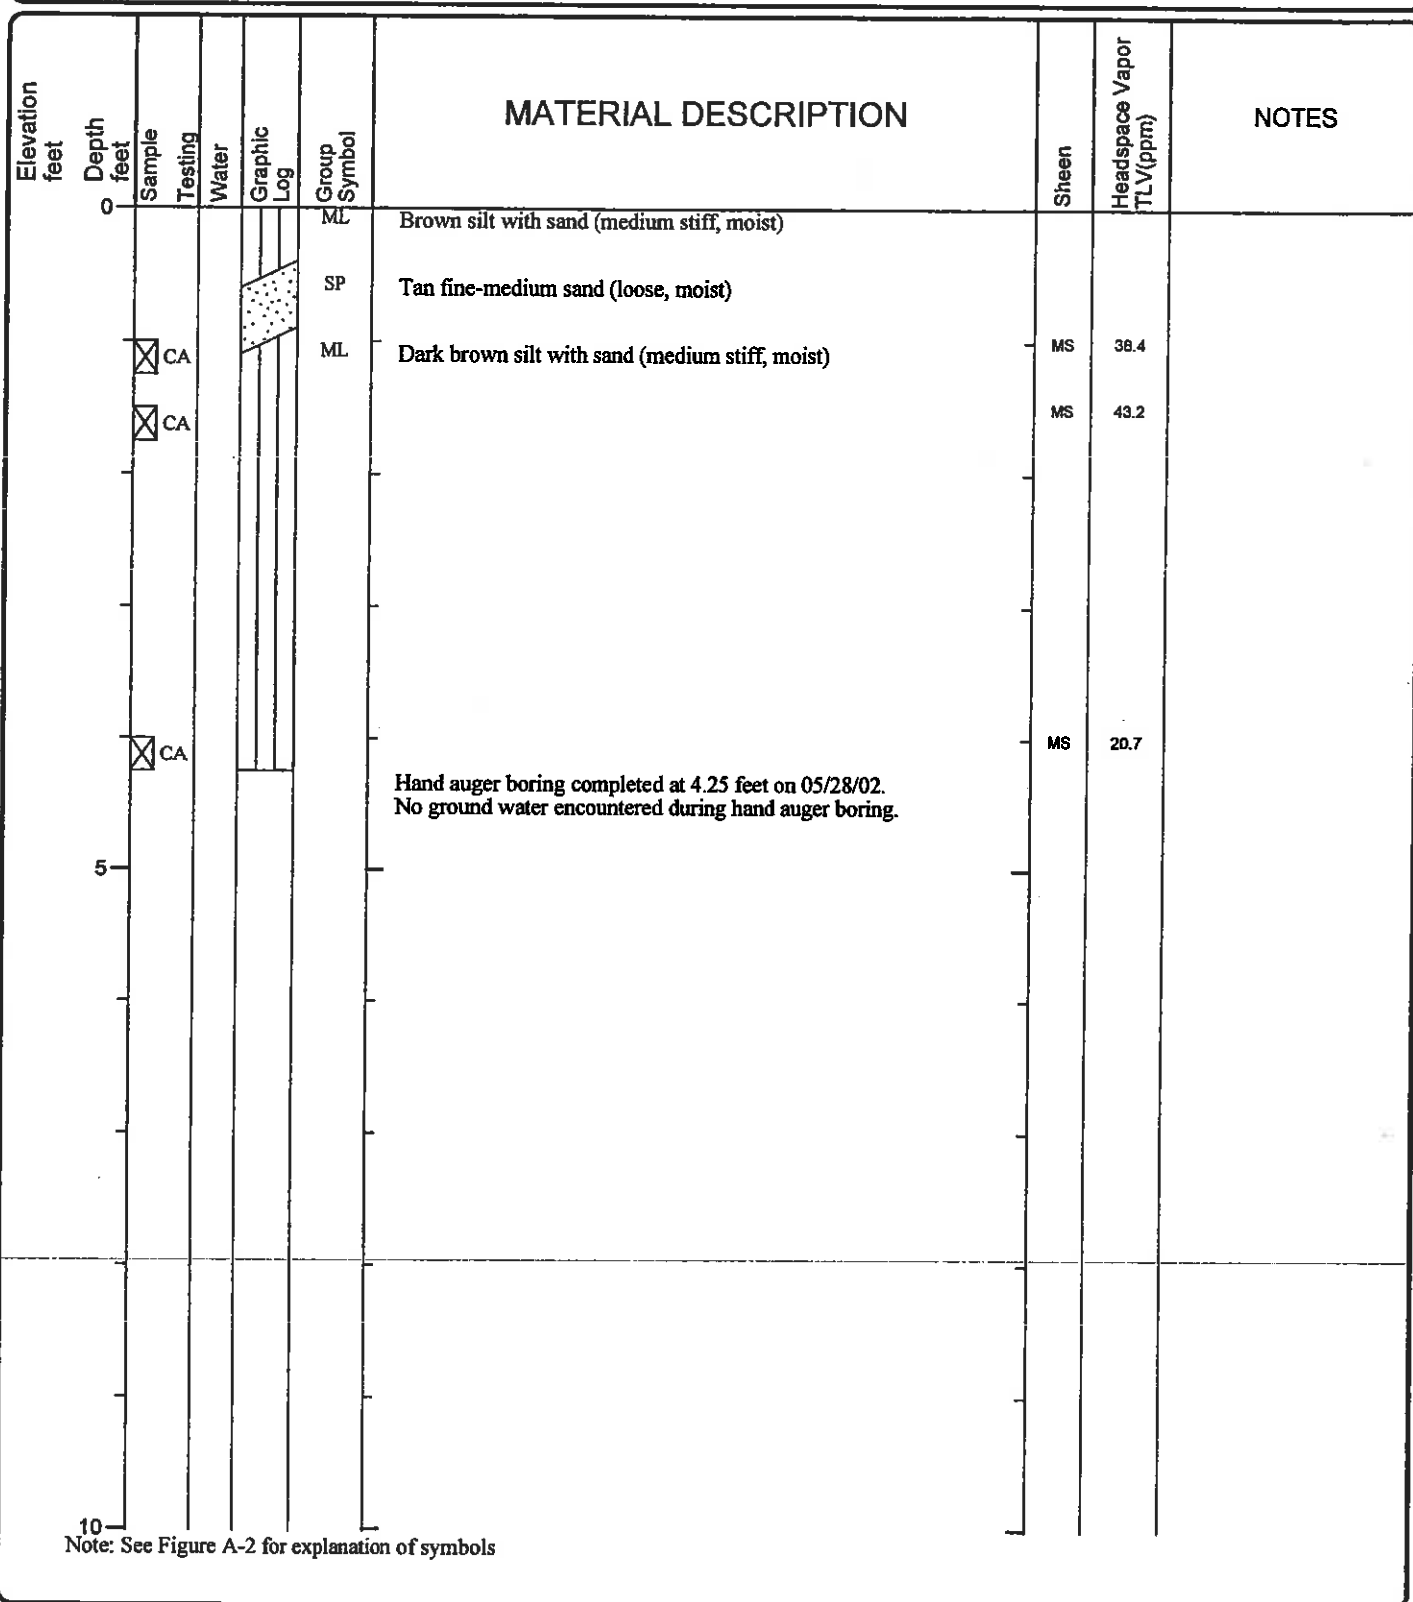 Elevation feet
Depth feet
Sample
Testing
Water
Graphic Log
Group Symbol
MATERIAL DESCRIPTION
Sheen
Headspace Vapor TLV(ppm)
NOTES
0
ML Brown silt with sand (medium stiff, moist)
SP Tan fine-medium sand (loose, moist)
CA ML Dark brown silt with sand (medium stiff, moist) MS 38.4
CA MS 43.2
CA MS 20.7
Hand auger boring completed at 4.25 feet on 05/28/02.
No ground water encountered during hand auger boring.
5
10
Note: See Figure A-2 for explanation of symbols